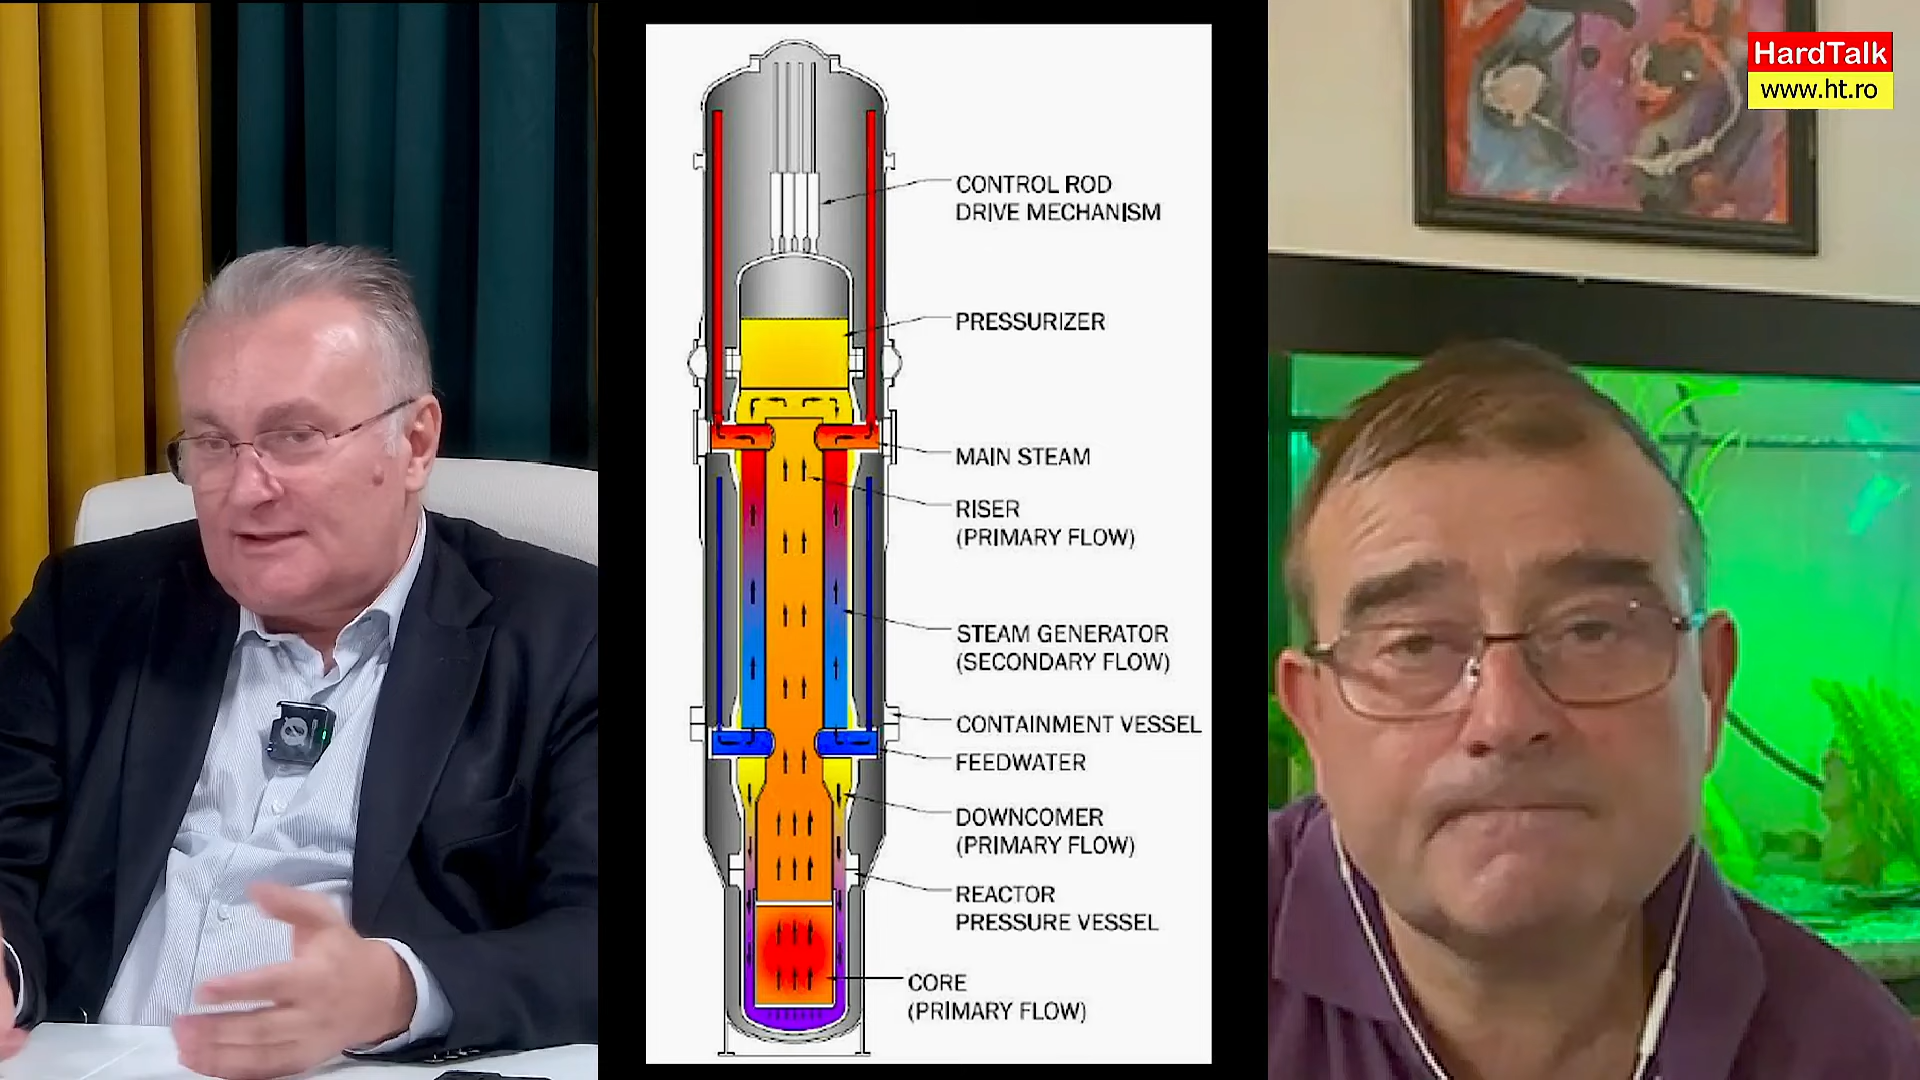 HardTalk
www.ht.ro
CONTROL ROD
DRIVE MECHANISM
PRESSURIZER
MAIN STEAM
RISER
(PRIMARY FLOW)
STEAM GENERATOR
(SECONDARY FLOW)
CONTAINMENT VESSEL
FEEDWATER
DOWNCOMER
(PRIMARY FLOW)
REACTOR
PRESSURE VESSEL
CORE
(PRIMARY FLOW)